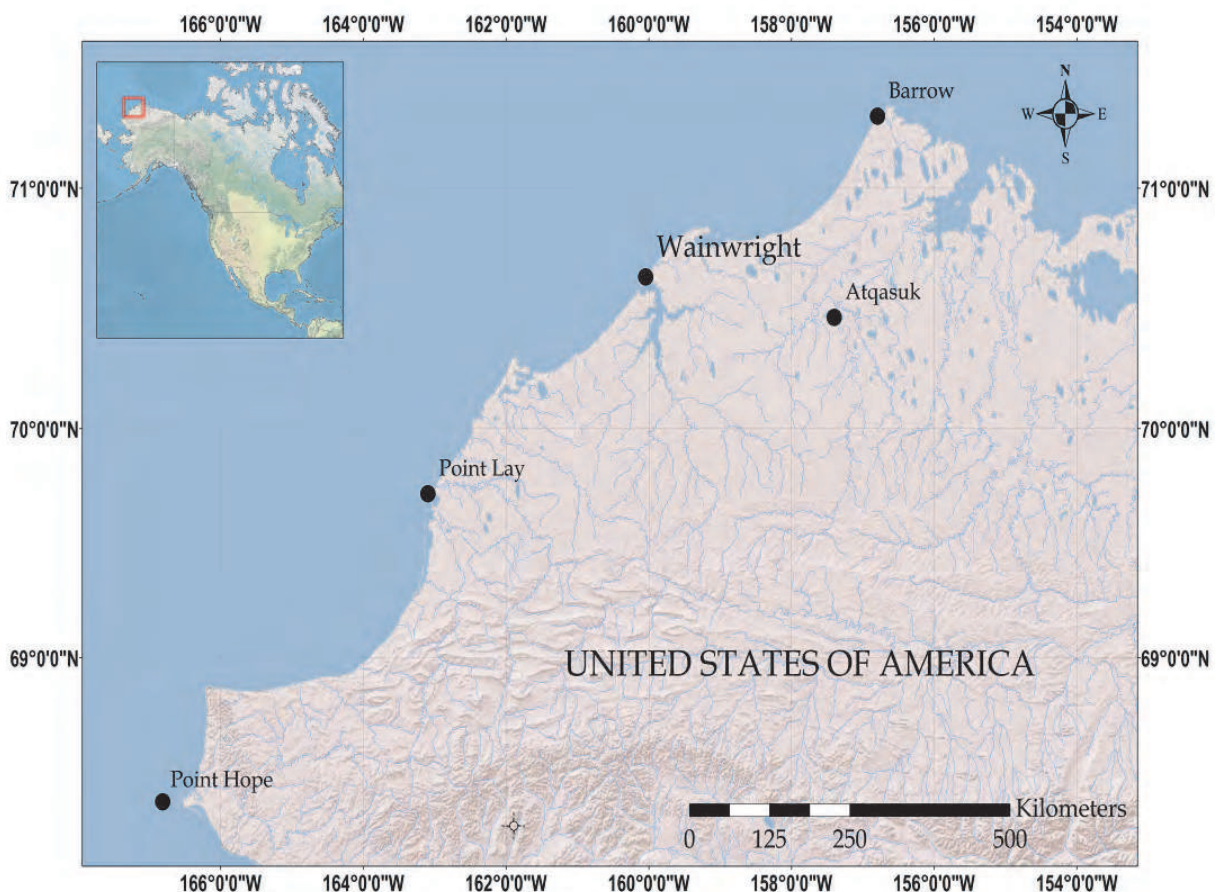 166°0'0"W 164°0'0"W 162°0'0"W 160°0'0"W 158°0'0"W 156°0'0"W 154°0'0"W
N
W E
S
Barrow
71°0'0"N 71°0'0"N
Wainwright
Atqasuk
70°0'0"N 70°0'0"N
Point Lay
69°0'0"N 69°0'0"N
UNITED STATES OF AMERICA
Point Hope
Kilometers
0 125 250 500
166°0'0"W 164°0'0"W 162°0'0"W 160°0'0"W 158°0'0"W 156°0'0"W 154°0'0"W